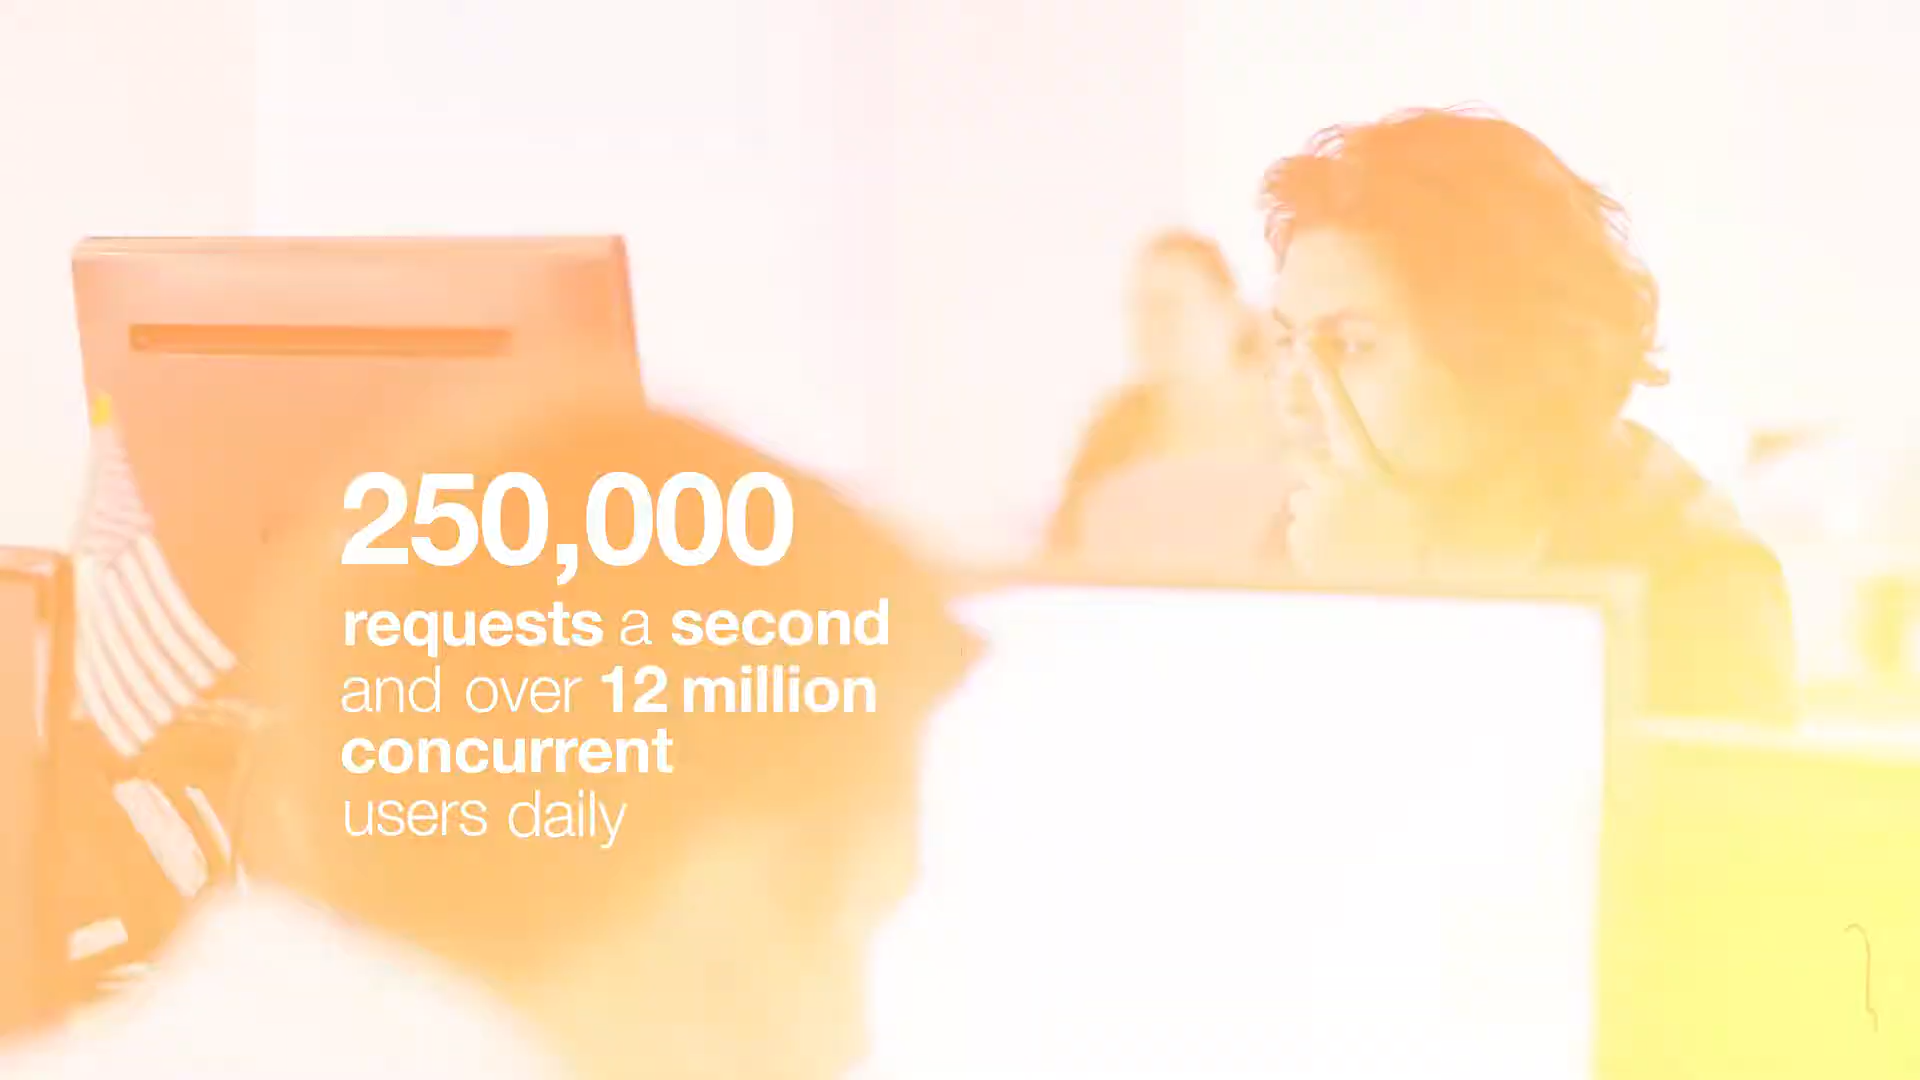 250,000
requests a second
and over 12 million
concurrent
users daily